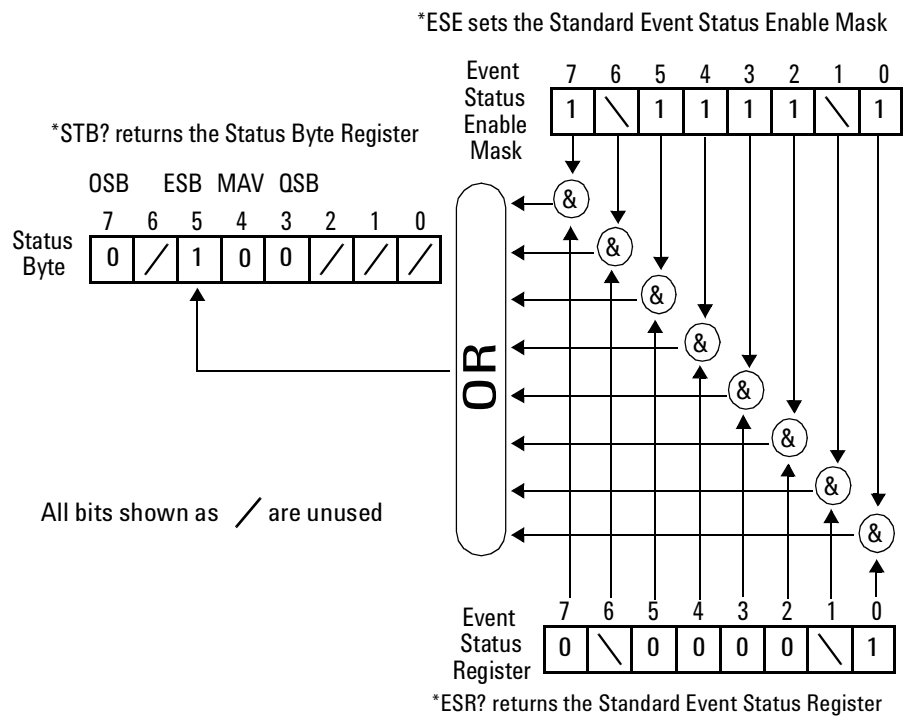 *ESE sets the Standard Event Status Enable Mask
Event
Status
Enable
Mask
7 6 5 4 3 2 1 0
1 \ 1 1 1 1 \ 1
*STB? returns the Status Byte Register
OSB ESB MAV QSB
7 6 5 4 3 2 1 0
Status
Byte
0 / 1 0 0 / / /
&
&
&
&
&
&
&
&
OR
All bits shown as / are unused
7 6 5 4 3 2 1 0
Event
Status
Register
0 \ 0 0 0 0 \ 1
*ESR? returns the Standard Event Status Register